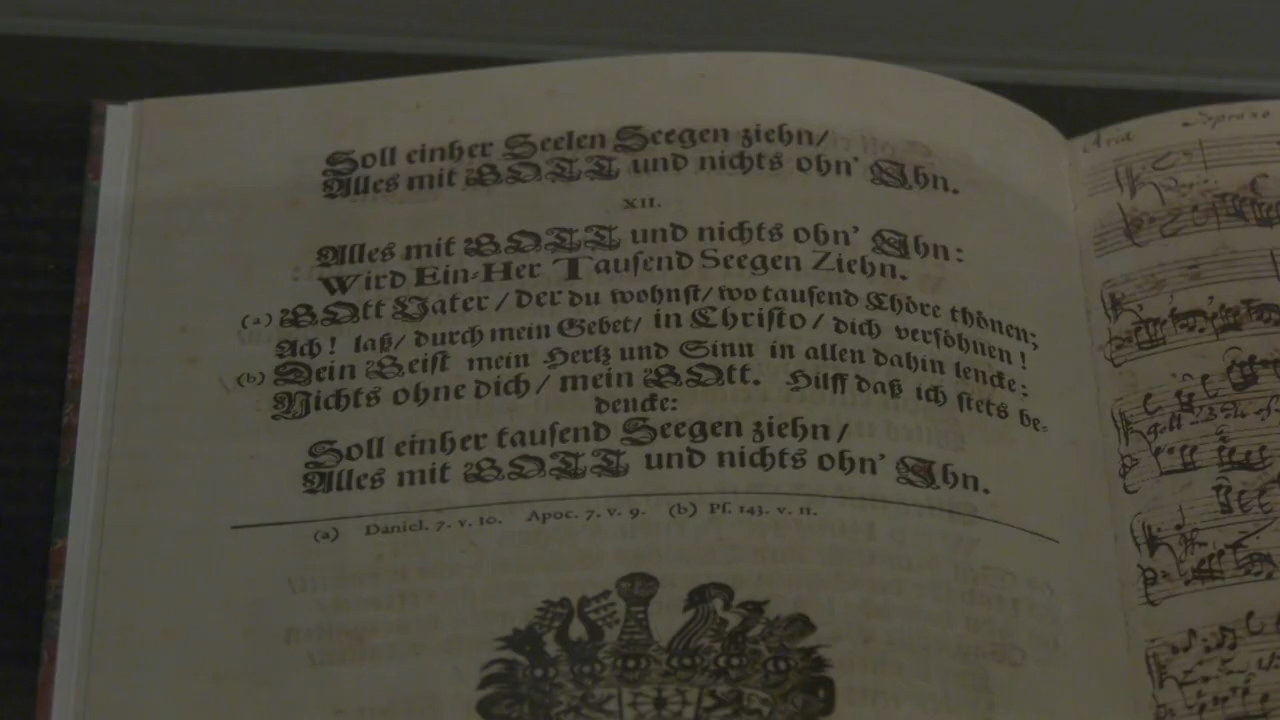 Soll einher Seelen Seegen ziehn/
Alles mit GOTT und nichts ohn' Ihn.
XII.
Alles mit GOTT und nichts ohn' Ihn:
Wird Ein-Her Tausend Seegen Ziehn.
(a) GOtt Vater / der du wohnst/ wo tausend Chöre thönen;
Ach! laß/ durch mein Gebet/ in Christo / dich versöhnen!
(b) Dein Geist mein Hertz und Sinn in allen dahin lencke:
Nichts ohne dich / mein GOtt. Hilff daß ich stets be-
dencke:
Soll einher tausend Seegen ziehn/
Alles mit GOTT und nichts ohn' Ihn.
(a) Daniel. 7. v. 10. Apoc. 7. v. 9. (b) Ps. 143. v. 11.
Aria Soprano